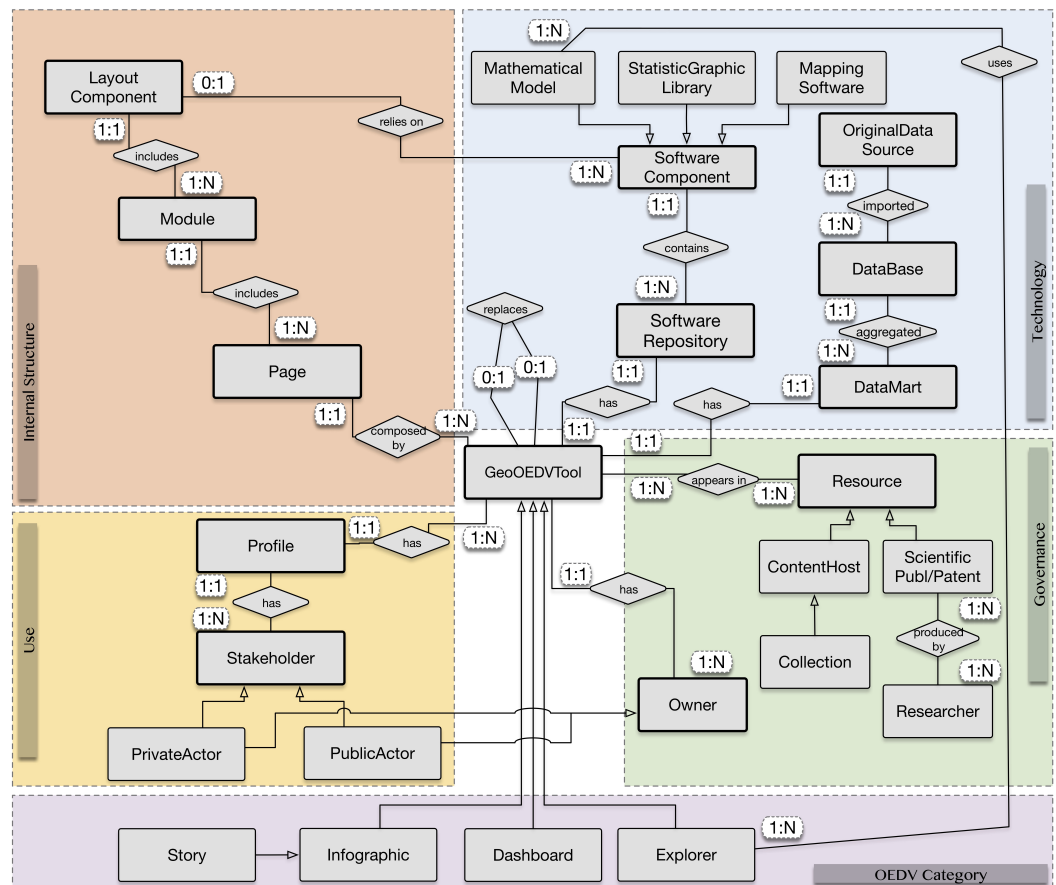 1:N
uses
Mathematical
Model
StatisticGraphic
Library
Mapping
Software
Layout
Component
0:1
relies on
1:1
includes
1:N
OriginalData
Source
Software
Component
1:N
1:1
imported
1:N
1:1
Module
1:1
contains
DataBase
includes
1:N
1:1
replaces
Software
Repository
aggregated
1:N
1:N
Internal Structure
Technology
Page
0:1
0:1
1:1
1:1
DataMart
has
has
1:1
composed
by
1:N
1:1
1:1
GeoOEDVTool
1:N
appears in
1:N
Resource
Profile
1:1
has
1:N
ContentHost
Scientific
Publ/Patent
Governance
1:1
has
1:N
1:1
has
1:N
produced
by
Use
Stakeholder
1:N
Collection
1:N
Owner
Researcher
PrivateActor
PublicActor
1:N
Story
Infographic
Dashboard
Explorer
OEDV Category